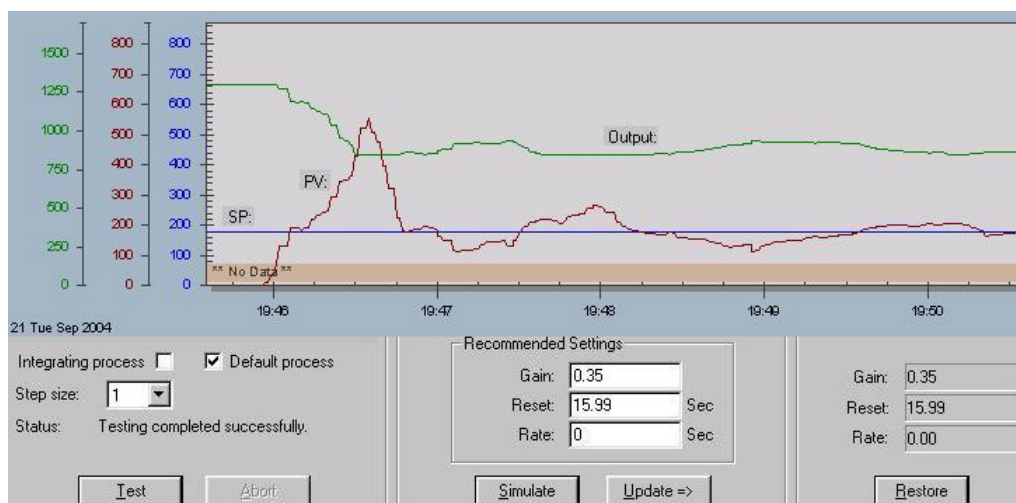 1500
1250
1000
750
500
250
0
800
700
600
500
400
300
200
100
0
800
700
600
500
400
300
200
100
0
Output:
PV:
SP:
** No Data **
19:46
19:47
19:48
19:49
19:50
21 Tue Sep 2004
Integrating process
Default process
Step size: 1
Status: Testing completed successfully.
Test
Abort
Recommended Settings
Gain: 0.35
Reset: 15.99 Sec
Rate: 0 Sec
Simulate
Update =>
Gain: 0.35
Reset: 15.99
Rate: 0.00
Restore